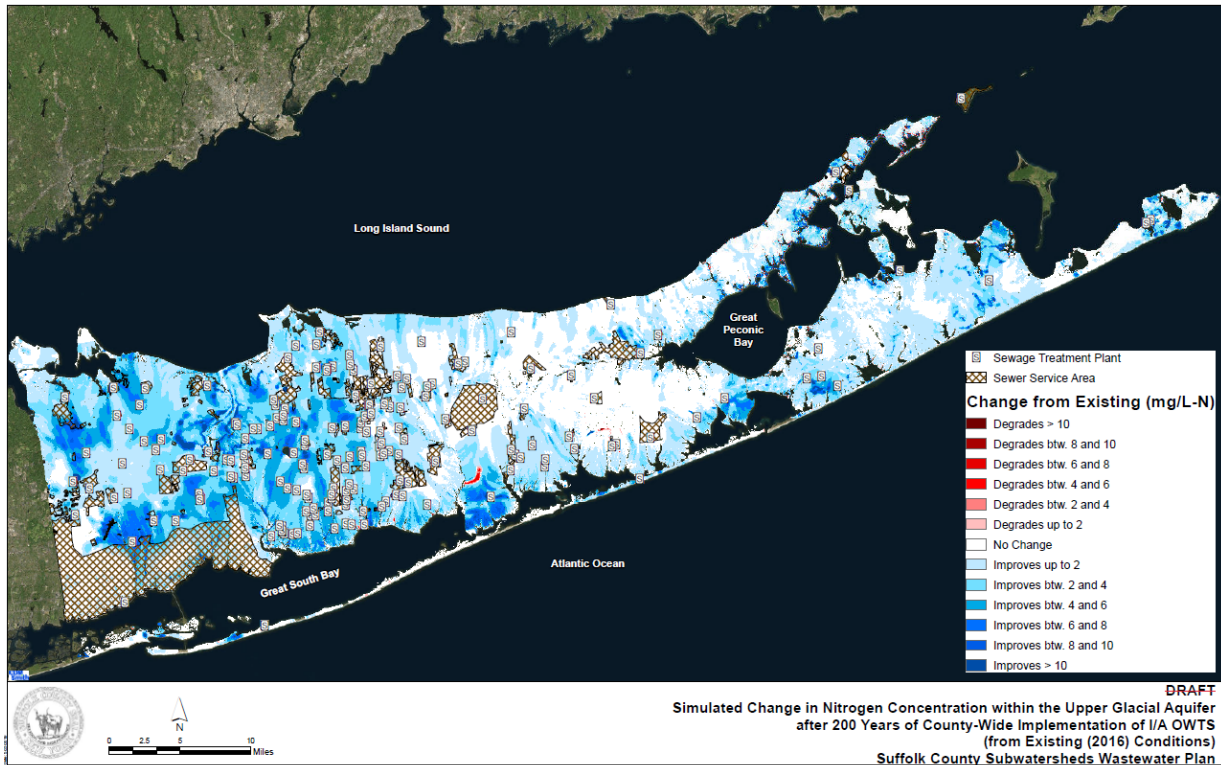 Long Island Sound
Great
Peconic
Bay
Great South Bay
Atlantic Ocean
Sewage Treatment Plant
Sewer Service Area
Change from Existing (mg/L-N)
Degrades > 10
Degrades btw. 8 and 10
Degrades btw. 6 and 8
Degrades btw. 4 and 6
Degrades btw. 2 and 4
Degrades up to 2
No Change
Improves up to 2
Improves btw. 2 and 4
Improves btw. 4 and 6
Improves btw. 6 and 8
Improves btw. 8 and 10
Improves > 10
N
0 2.5 5 10
Miles
DRAFT
Simulated Change in Nitrogen Concentration within the Upper Glacial Aquifer
after 200 Years of County-Wide Implementation of I/A OWTS
(from Existing (2016) Conditions)
Suffolk County Subwatersheds Wastewater Plan